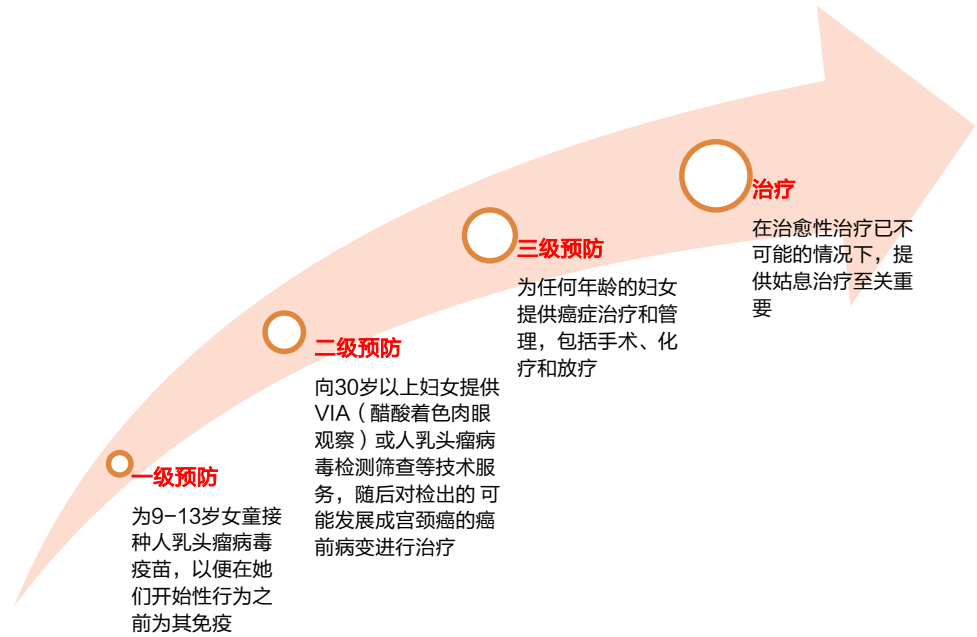 一级预防
为9-13岁女童接
种人乳头瘤病毒
疫苗，以便在她
们开始性行为之
前为其免疫
二级预防
向30岁以上妇女提供
VIA（醋酸着色肉眼
观察）或人乳头瘤病
毒检测筛查等技术服
务，随后对检出的 可
能发展成宫颈癌的癌
前病变进行治疗
三级预防
为任何年龄的妇女
提供癌症治疗和管
理，包括手术、化
疗和放疗
治疗
在治愈性治疗已不
可能的情况下，提
供姑息治疗至关重
要